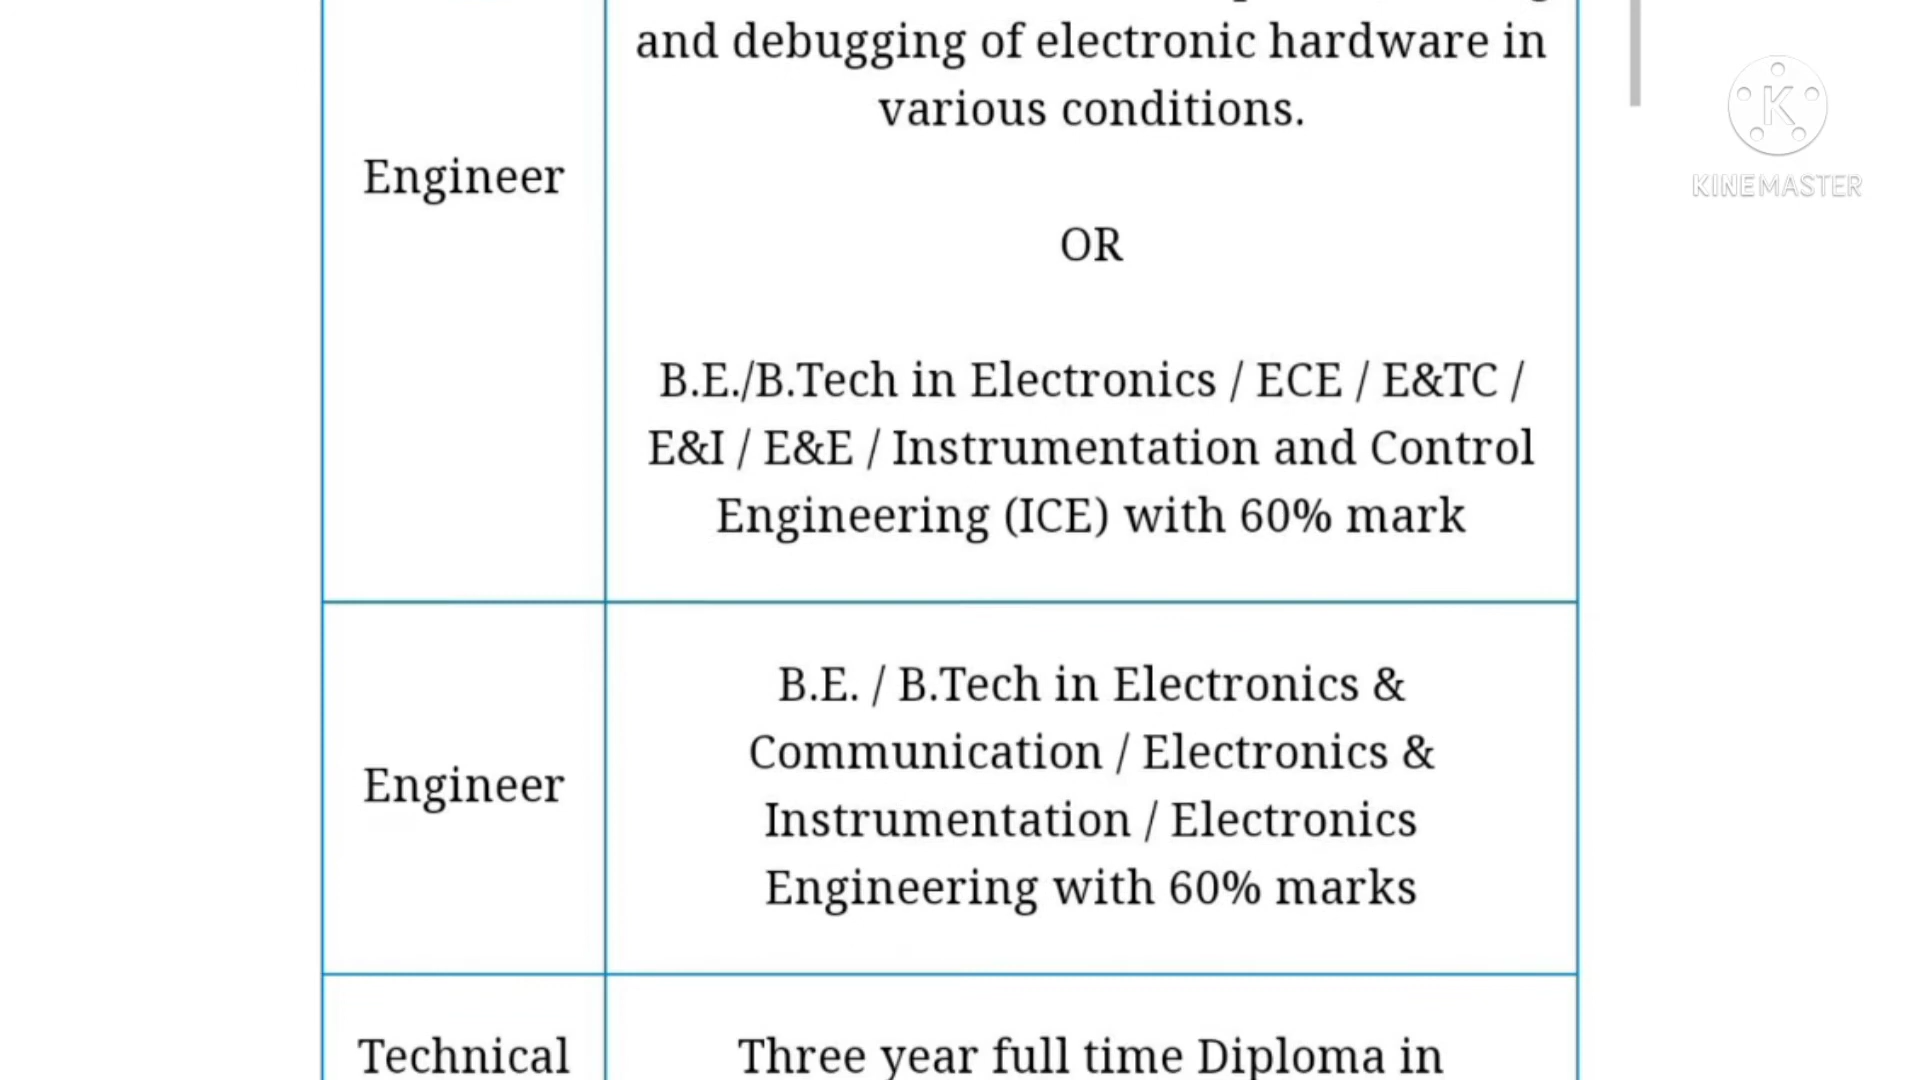 and debugging of electronic hardware in
various conditions.
Engineer
OR
B.E./B.Tech in Electronics / ECE / E&TC /
E&I / E&E / Instrumentation and Control
Engineering (ICE) with 60% mark
Engineer
B.E. / B.Tech in Electronics &
Communication / Electronics &
Instrumentation / Electronics
Engineering with 60% marks
Technical
Three year full time Diploma in
K
KINEMASTER